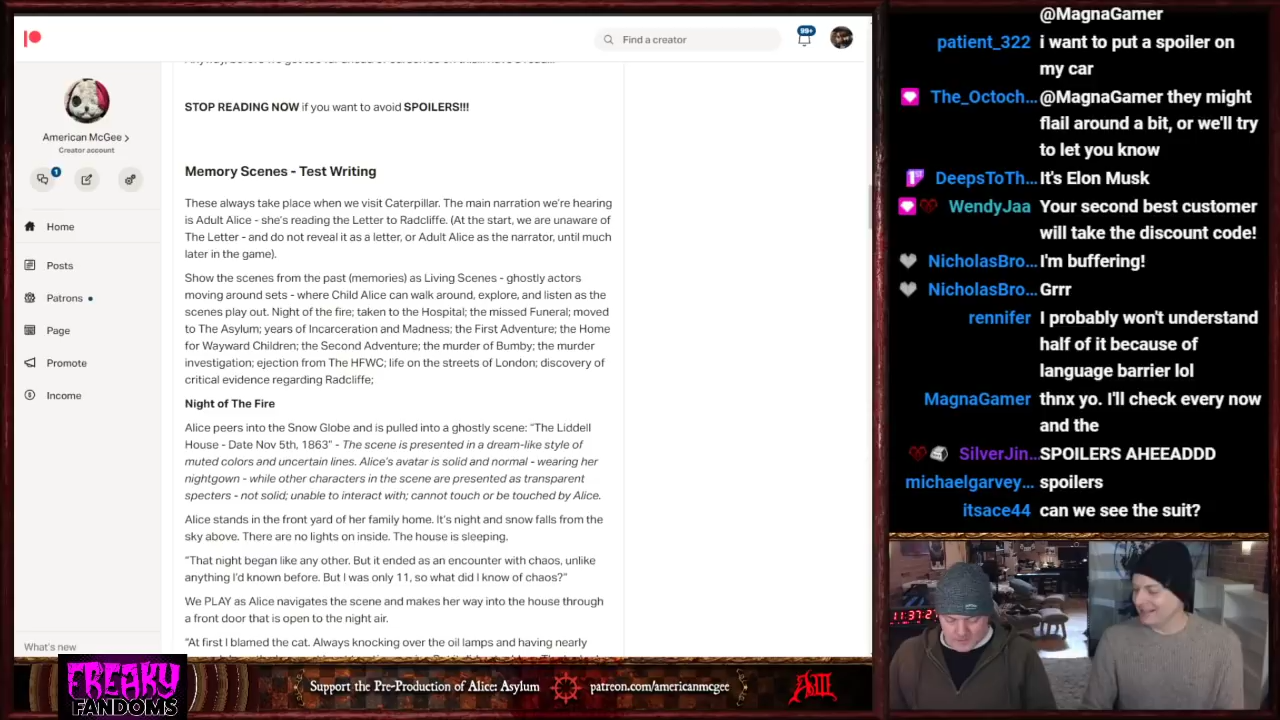 Find a creator
99+
American McGee
Creator account
1
Home
Posts
Patrons
Page
Promote
Income
What's new
STOP READING NOW if you want to avoid SPOILERS!!!
Memory Scenes - Test Writing
These always take place when we visit Caterpillar. The main narration we're hearing
is Adult Alice - she's reading the Letter to Radcliffe. (At the start, we are unaware of
The Letter - and do not reveal it as a letter, or Adult Alice as the narrator, until much
later in the game).
Show the scenes from the past (memories) as Living Scenes - ghostly actors
moving around sets - where Child Alice can walk around, explore, and listen as the
scenes play out. Night of the fire; taken to the Hospital; the missed Funeral; moved
to The Asylum; years of Incarceration and Madness; the First Adventure; the Home
for Wayward Children; the Second Adventure; the murder of Bumby; the murder
investigation; ejection from The HFWC; life on the streets of London; discovery of
critical evidence regarding Radcliffe;
Night of The Fire
Alice peers into the Snow Globe and is pulled into a ghostly scene: “The Liddell
House - Date Nov 5th, 1863” - The scene is presented in a dream-like style of
muted colors and uncertain lines. Alice's avatar is solid and normal - wearing her
nightgown - while other characters in the scene are presented as transparent
specters - not solid; unable to interact with; cannot touch or be touched by Alice.
Alice stands in the front yard of her family home. It's night and snow falls from the
sky above. There are no lights on inside. The house is sleeping.
“That night began like any other. But it ended as an encounter with chaos, unlike
anything I'd known before. But I was only 11, so what did I know of chaos?”
We PLAY as Alice navigates the scene and makes her way into the house through
a front door that is open to the night air.
“At first I blamed the cat. Always knocking over the oil lamps and having nearly
@MagnaGamer
patient_322 i want to put a spoiler on
my car
The_Octoch... @MagnaGamer they might
flail around a bit, or we'll try
to let you know
DeepsToTh... It's Elon Musk
WendyJaa Your second best customer
will take the discount code!
NicholasBro... I'm buffering!
NicholasBro... Grrr
rennifer I probably won't understand
half of it because of
language barrier lol
MagnaGamer thnx yo. I'll check every now
and the
SilverJin... SPOILERS AHEEADDD
michaelgarvey... spoilers
itsace44 can we see the suit?
11:37:27
FREAKY
FANDOMS
Support the Pre-Production of Alice: Asylum patreon.com/americanmcgee